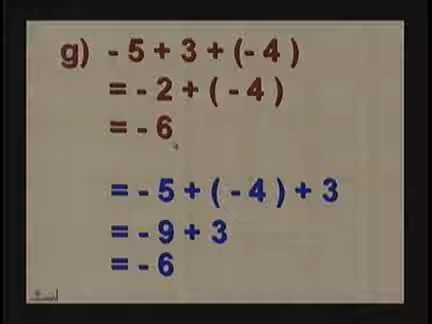 g) - 5 + 3 + (- 4 )
= - 2 + ( - 4 )
= - 6
= - 5 + ( - 4 ) + 3
= - 9 + 3
= - 6